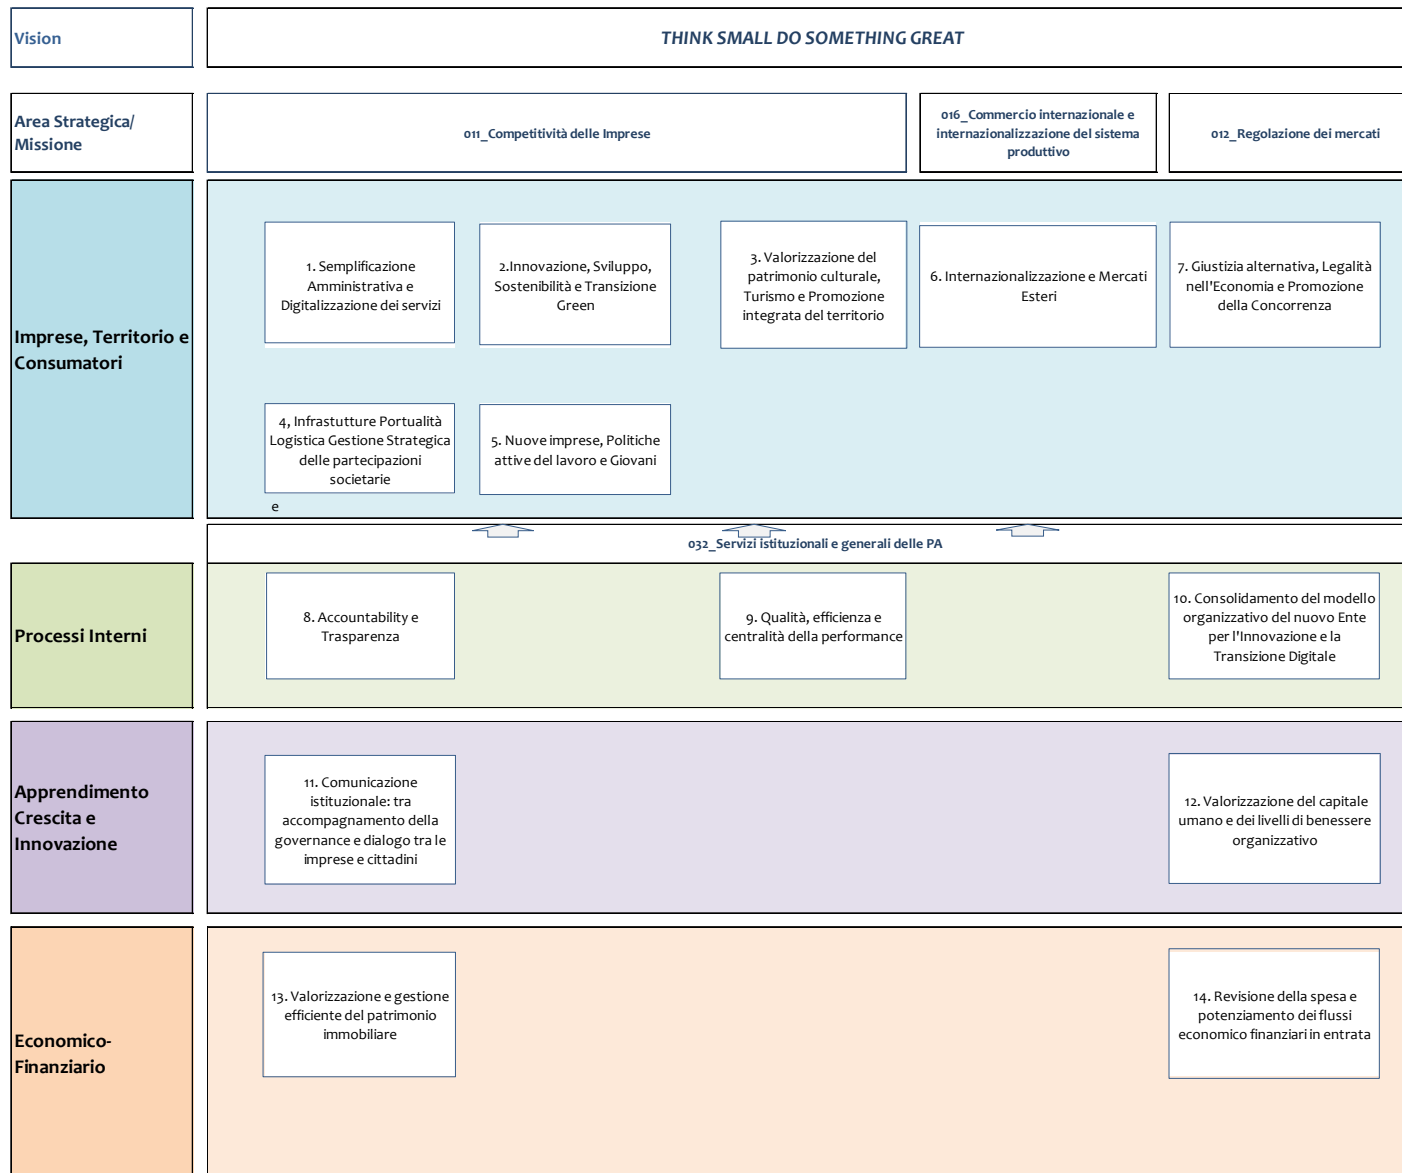 Vision
THINK SMALL DO SOMETHING GREAT
Area Strategica/
Missione
011_Competitività delle Imprese
016_Commercio internazionale e
internazionalizzazione del sistema
produttivo
012_Regolazione dei mercati
Imprese, Territorio e
Consumatori
1. Semplificazione
Amministrativa e
Digitalizzazione dei servizi
2.Innovazione, Sviluppo,
Sostenibilità e Transizione
Green
3. Valorizzazione del
patrimonio culturale,
Turismo e Promozione
integrata del territorio
6. Internazionalizzazione e Mercati
Esteri
7. Giustizia alternativa, Legalità
nell'Economia e Promozione
della Concorrenza
4, Infrastutture Portualità
Logistica Gestione Strategica
delle partecipazioni
societarie
e
5. Nuove imprese, Politiche
attive del lavoro e Giovani
032_Servizi istituzionali e generali delle PA
Processi Interni
8. Accountability e
Trasparenza
9. Qualità, efficienza e
centralità della performance
10. Consolidamento del modello
organizzativo del nuovo Ente
per l'Innovazione e la
Transizione Digitale
Apprendimento
Crescita e
Innovazione
11. Comunicazione
istituzionale: tra
accompagnamento della
governance e dialogo tra le
imprese e cittadini
12. Valorizzazione del capitale
umano e dei livelli di benessere
organizzativo
Economico-
Finanziario
13. Valorizzazione e gestione
efficiente del patrimonio
immobiliare
14. Revisione della spesa e
potenziamento dei flussi
economico finanziari in entrata